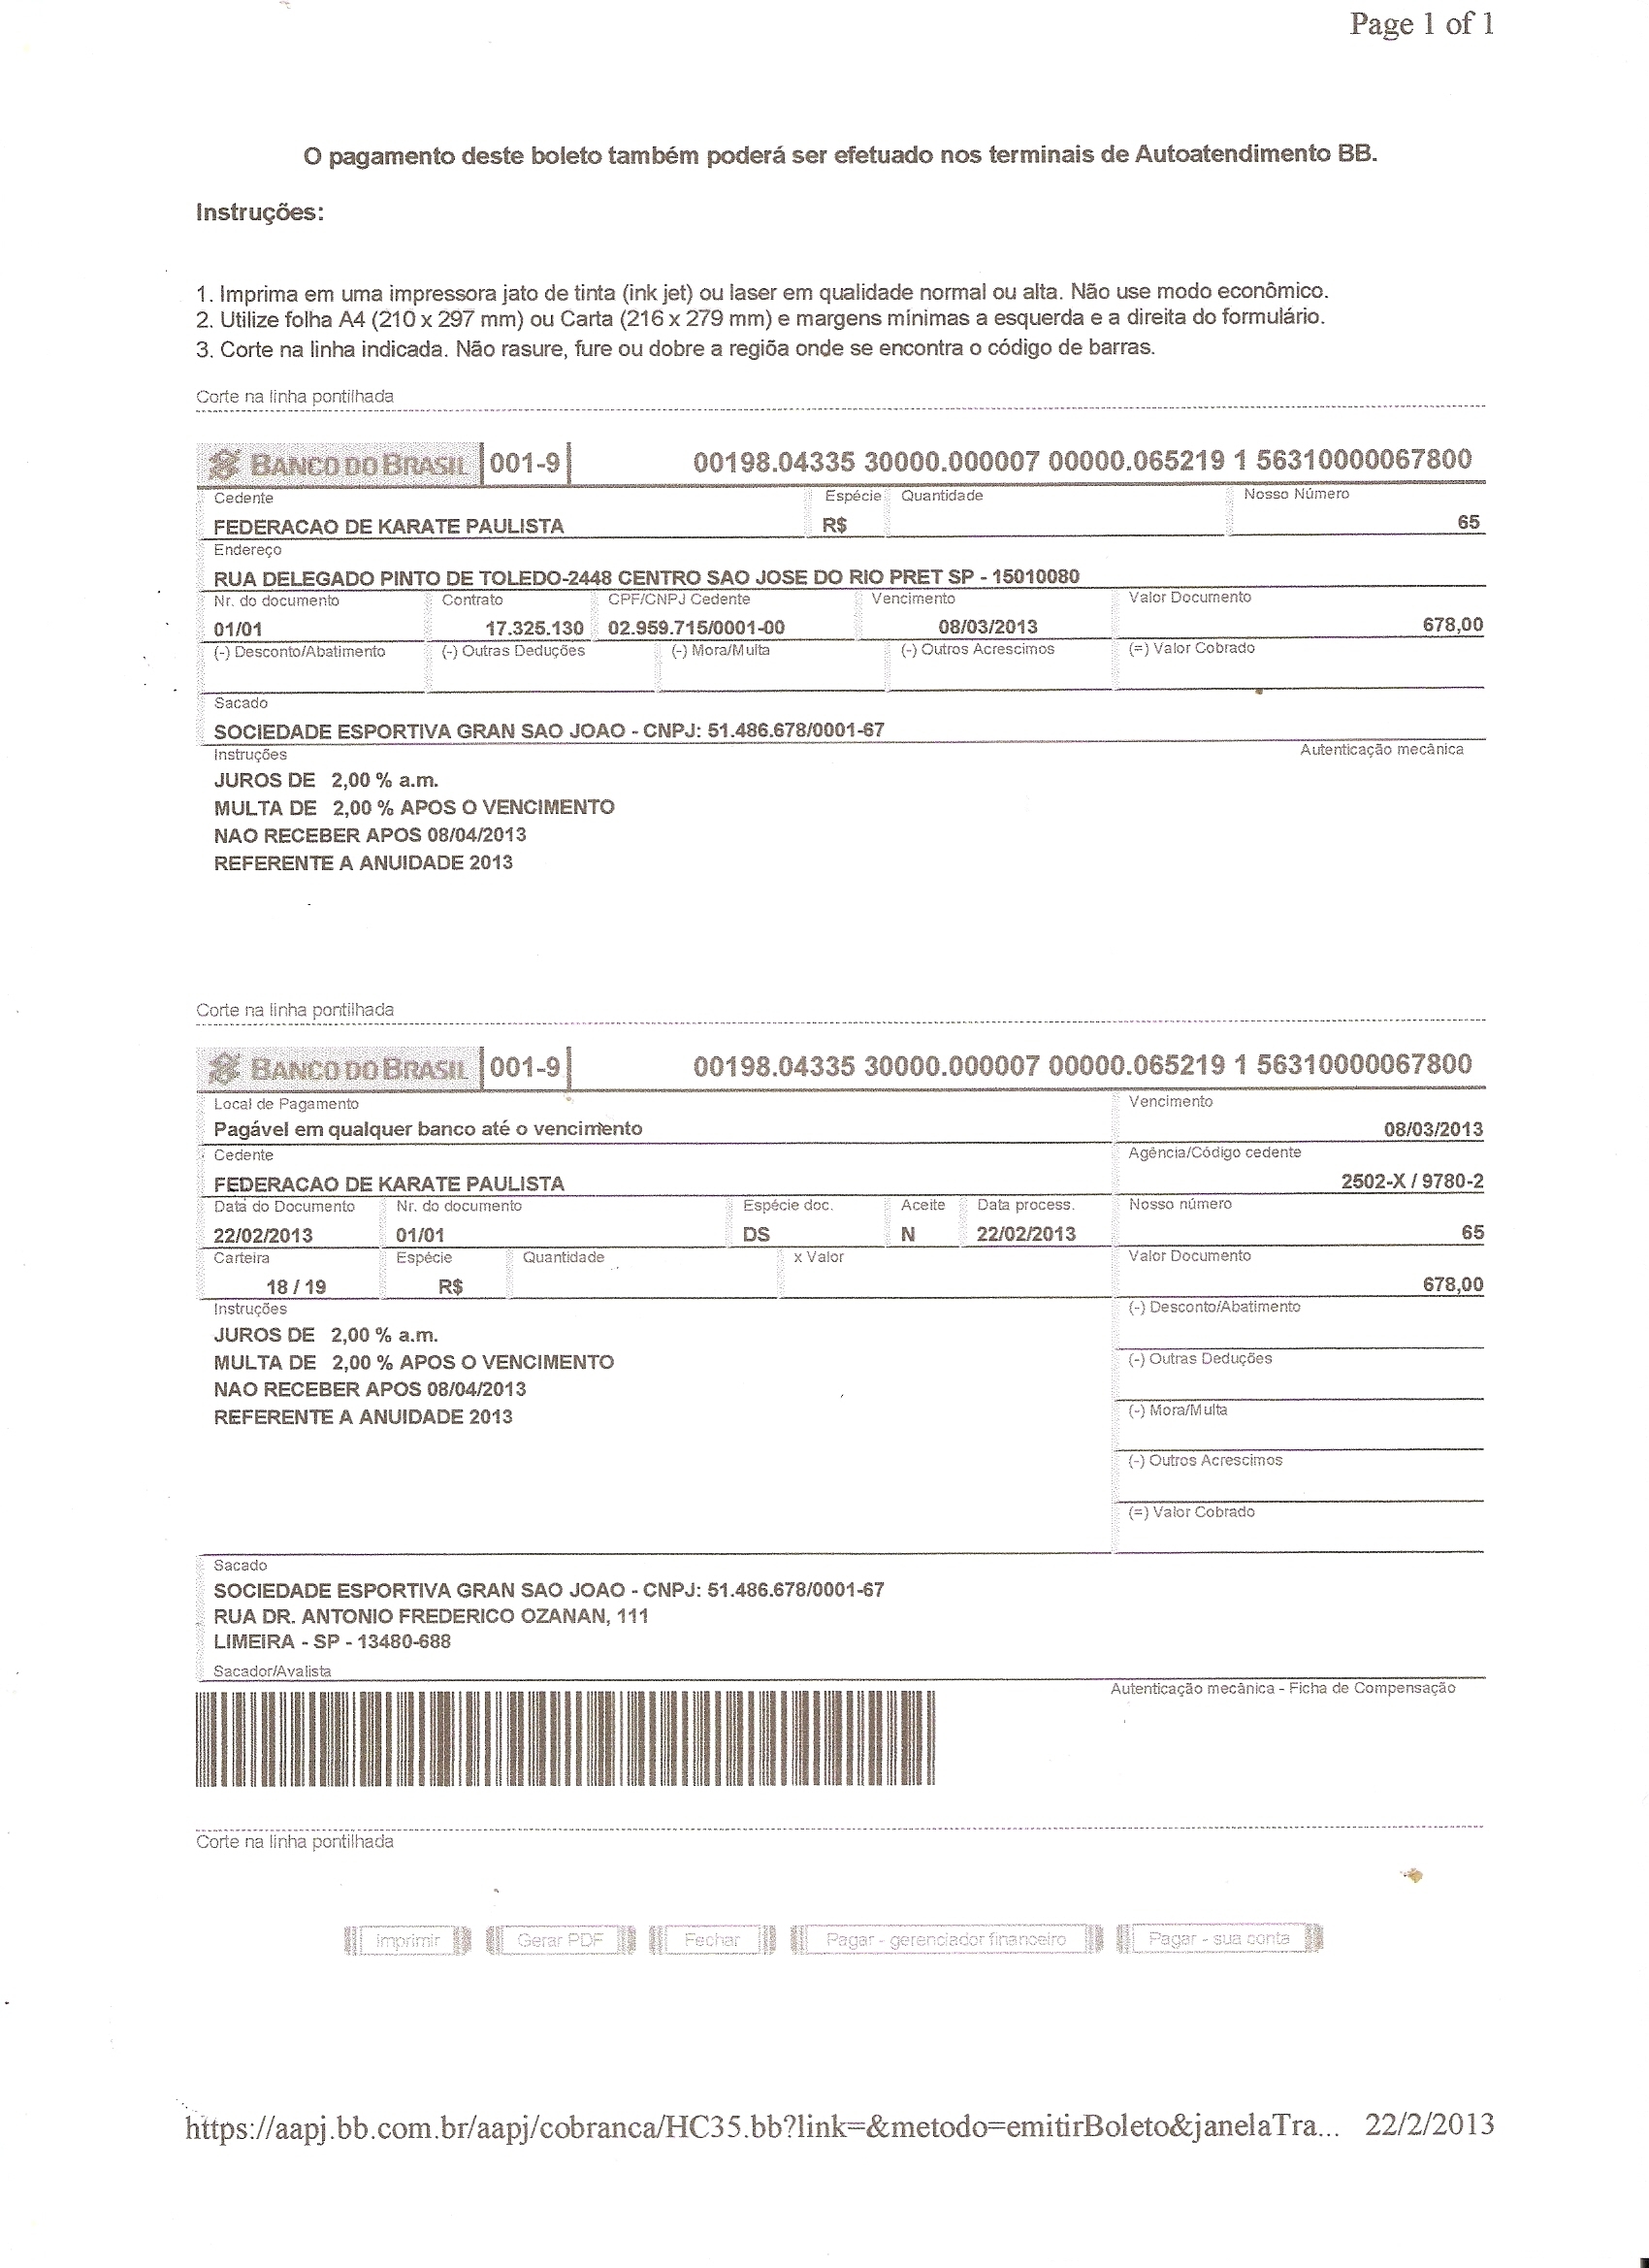 Page 1 of 1
O pagamento deste boleto também poderá ser efetuado nos terminais de Autoatendimento BB.
Instruções:
1. Imprima em uma impressora jato de tinta (ink jet) ou laser em qualidade normal ou alta. Não use modo econômico.
2. Utilize folha A4 (210 x 297 mm) ou Carta (216 x 279 mm) e margens mínimas a esquerda e a direita do formulário.
3. Corte na linha indicada. Não rasure, fure ou dobre a regiõa onde se encontra o código de barras.
Corte na linha pontilhada
BANCO DO BRASIL 001-9 00198.04335 30000.000007 00000.065219 1 56310000067800
Cedente Espécie Quantidade Nosso Número
FEDERACAO DE KARATE PAULISTA R$ 65
Endereço
RUA DELEGADO PINTO DE TOLEDO-2448 CENTRO SAO JOSE DO RIO PRET SP - 15010080
Nr. do documento Contrato CPF/CNPJ Cedente Vencimento Valor Documento
01/01 17.325.130 02.959.715/0001-00 08/03/2013 678,00
(-) Desconto/Abatimento (-) Outras Deduções (-) Mora/Multa (-) Outros Acrescimos (=) Valor Cobrado
Sacado
SOCIEDADE ESPORTIVA GRAN SAO JOAO - CNPJ: 51.486.678/0001-67
Instruções Autenticação mecânica
JUROS DE 2,00 % a.m.
MULTA DE 2,00 % APOS O VENCIMENTO
NAO RECEBER APOS 08/04/2013
REFERENTE A ANUIDADE 2013
Corte na linha pontilhada
BANCO DO BRASIL 001-9 00198.04335 30000.000007 00000.065219 1 56310000067800
Local de Pagamento Vencimento
Pagável em qualquer banco até o vencimento 08/03/2013
Cedente Agência/Código cedente
FEDERACAO DE KARATE PAULISTA 2502-X / 9780-2
Data do Documento Nr. do documento Espécie doc. Aceite Data process. Nosso número
22/02/2013 01/01 DS N 22/02/2013 65
Carteira Espécie Quantidade x Valor Valor Documento
18 / 19 R$ 678,00
Instruções (-) Desconto/Abatimento
JUROS DE 2,00 % a.m.
MULTA DE 2,00 % APOS O VENCIMENTO (-) Outras Deduções
NAO RECEBER APOS 08/04/2013
REFERENTE A ANUIDADE 2013 (-) Mora/Multa
(-) Outros Acrescimos
(=) Valor Cobrado
Sacado
SOCIEDADE ESPORTIVA GRAN SAO JOAO - CNPJ: 51.486.678/0001-67
RUA DR. ANTONIO FREDERICO OZANAN, 111
LIMEIRA - SP - 13480-688
Sacador/Avalista
Autenticação mecânica - Ficha de Compensação
Corte na linha pontilhada
Imprimir Gerar PDF Fechar Pagar - gerenciador financeiro Pagar - sua conta
https://aapj.bb.com.br/aapj/cobranca/HC35.bb?link=&metodo=emitirBoleto&janelaTra... 22/2/2013